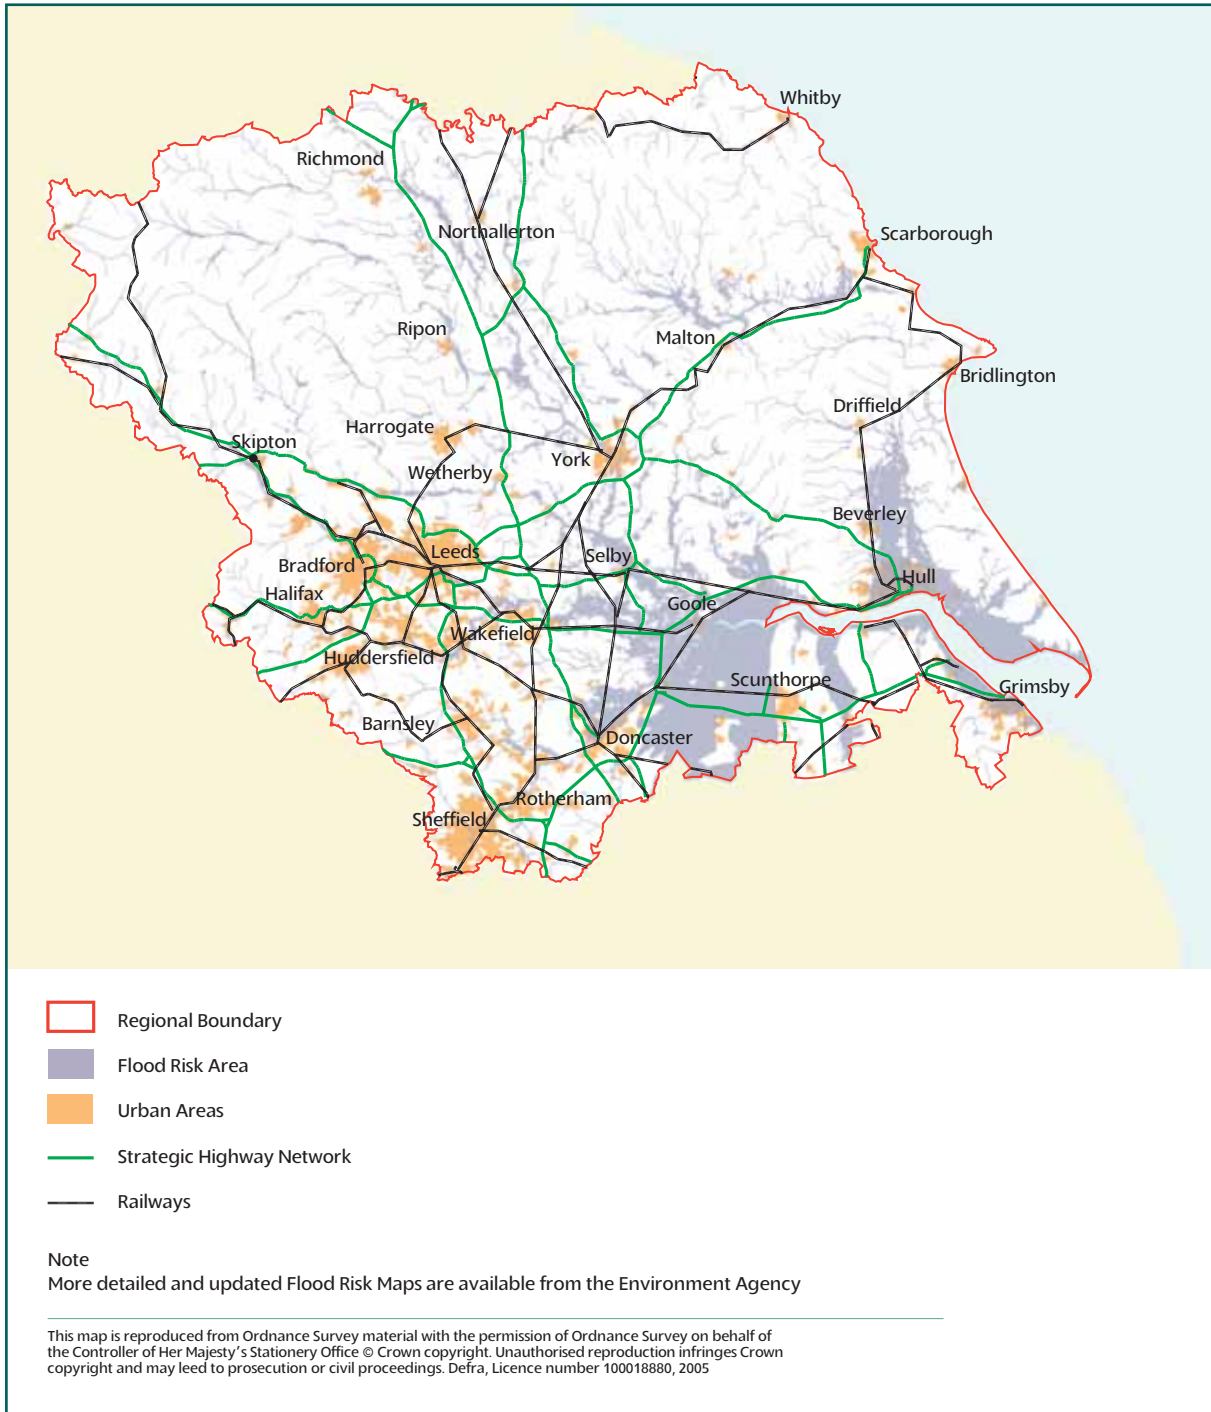 Whitby
Richmond
Northallerton
Scarborough
Ripon
Malton
Bridlington
Driffield
Harrogate
Skipton
York
Wetherby
Beverley
Leeds
Selby
Bradford
Hull
Halifax
Goole
Wakefield
Huddersfield
Scunthorpe
Grimsby
Barnsley
Doncaster
Rotherham
Sheffield
Regional Boundary
Flood Risk Area
Urban Areas
Strategic Highway Network
Railways
Note
More detailed and updated Flood Risk Maps are available from the Environment Agency
This map is reproduced from Ordnance Survey material with the permission of Ordnance Survey on behalf of
the Controller of Her Majesty's Stationery Office © Crown copyright. Unauthorised reproduction infringes Crown
copyright and may leed to prosecution or civil proceedings. Defra, Licence number 100018880, 2005